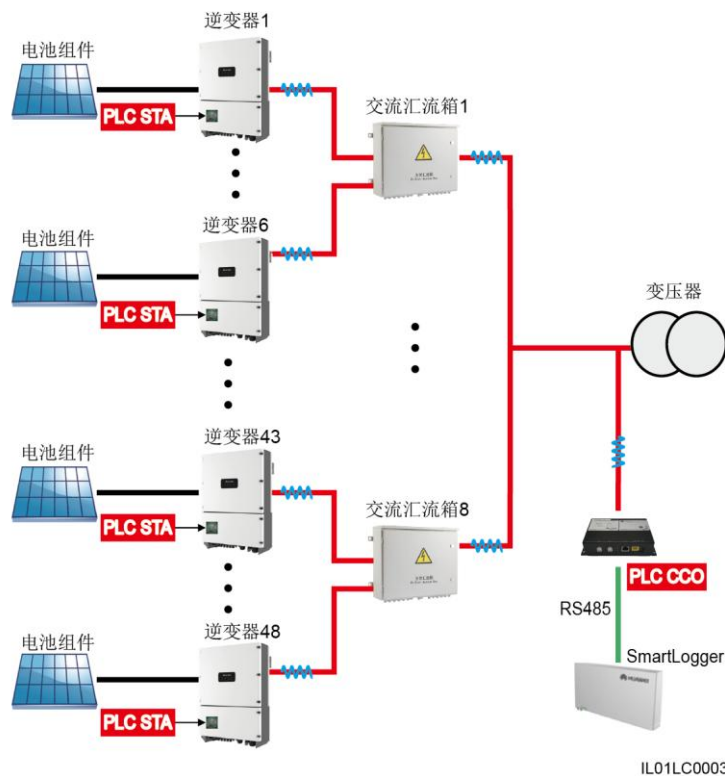 逆变器1
电池组件
PLC STA
交流汇流箱1
逆变器6
电池组件
PLC STA
变压器
逆变器43
电池组件
PLC STA
交流汇流箱8
PLC CCO
RS485
逆变器48
电池组件
SmartLogger
HUAWEI
PLC STA
IL01LC0003